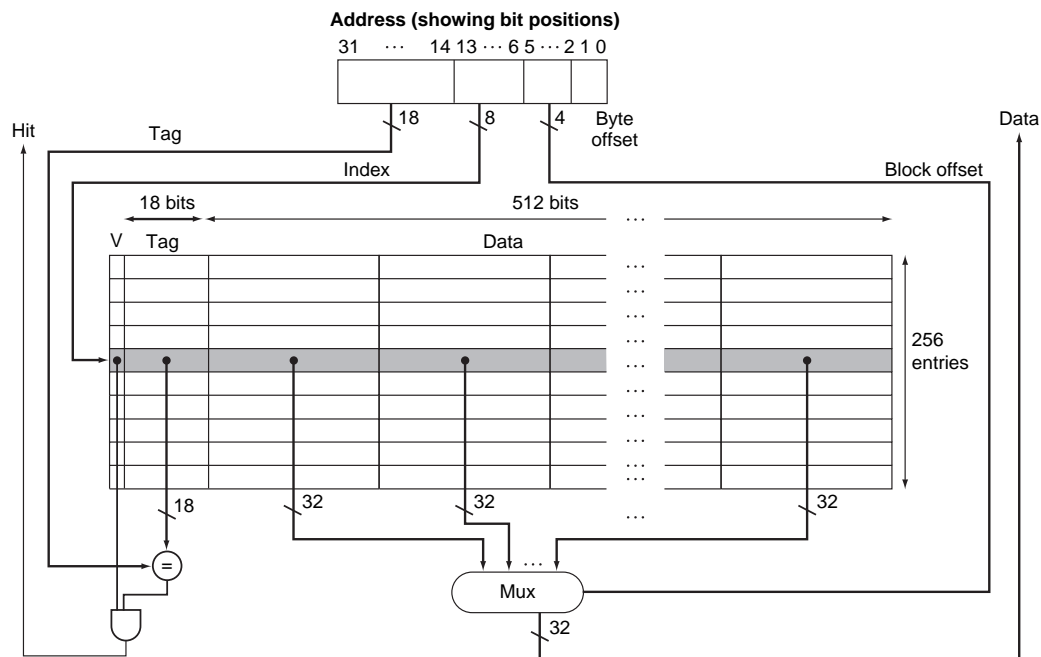 Address (showing bit positions)
31 ··· 14 13 ··· 6 5 ··· 2 1 0
18 8 4 Byte
offset
Hit
Tag
Data
Index
Block offset
18 bits
512 bits
···
V Tag Data
···
···
···
···
···
···
···
···
···
···
256
entries
18 32 32 ··· 32
=
···
Mux
32